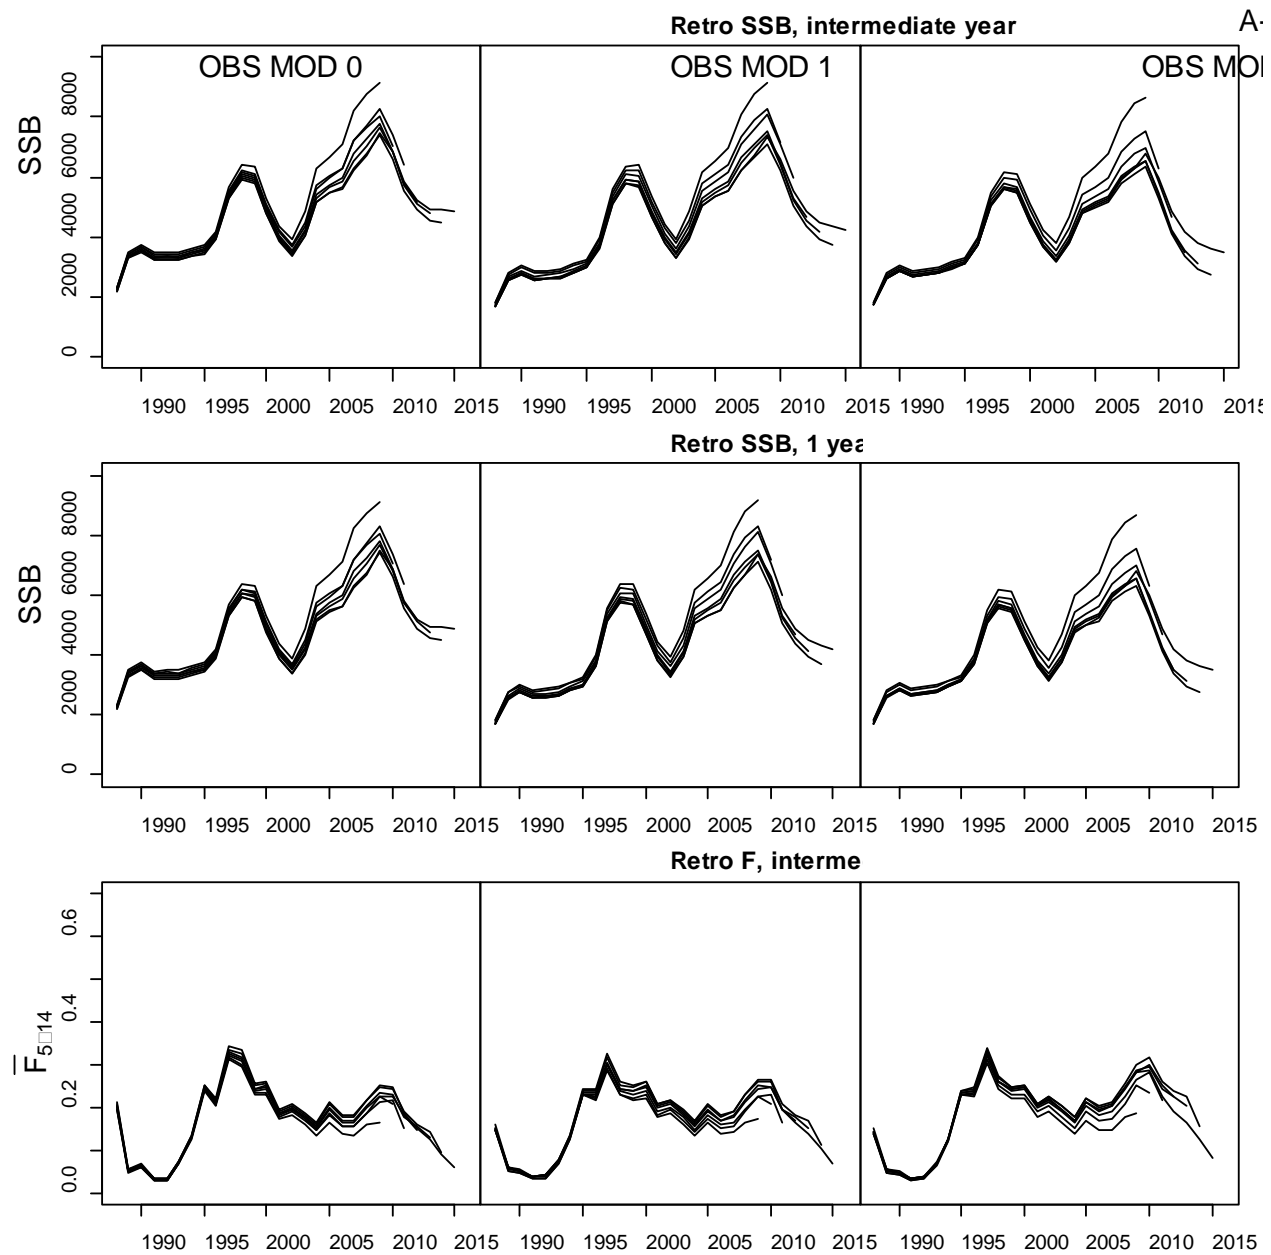 Retro SSB, intermediate year
A-
OBS MOD 0 OBS MOD 1 OBS MOD
SSB
0 2000 4000 6000 8000
1990 1995 2000 2005 2010 2015 1990 1995 2000 2005 2010 2015 1990 1995 2000 2005 2010 2015
Retro SSB, 1 yea
SSB
0 2000 4000 6000 8000
1990 1995 2000 2005 2010 2015 1990 1995 2000 2005 2010 2015 1990 1995 2000 2005 2010 2015
Retro F, interme
F̅5□14
0.0 0.2 0.4 0.6
1990 1995 2000 2005 2010 2015 1990 1995 2000 2005 2010 2015 1990 1995 2000 2005 2010 2015